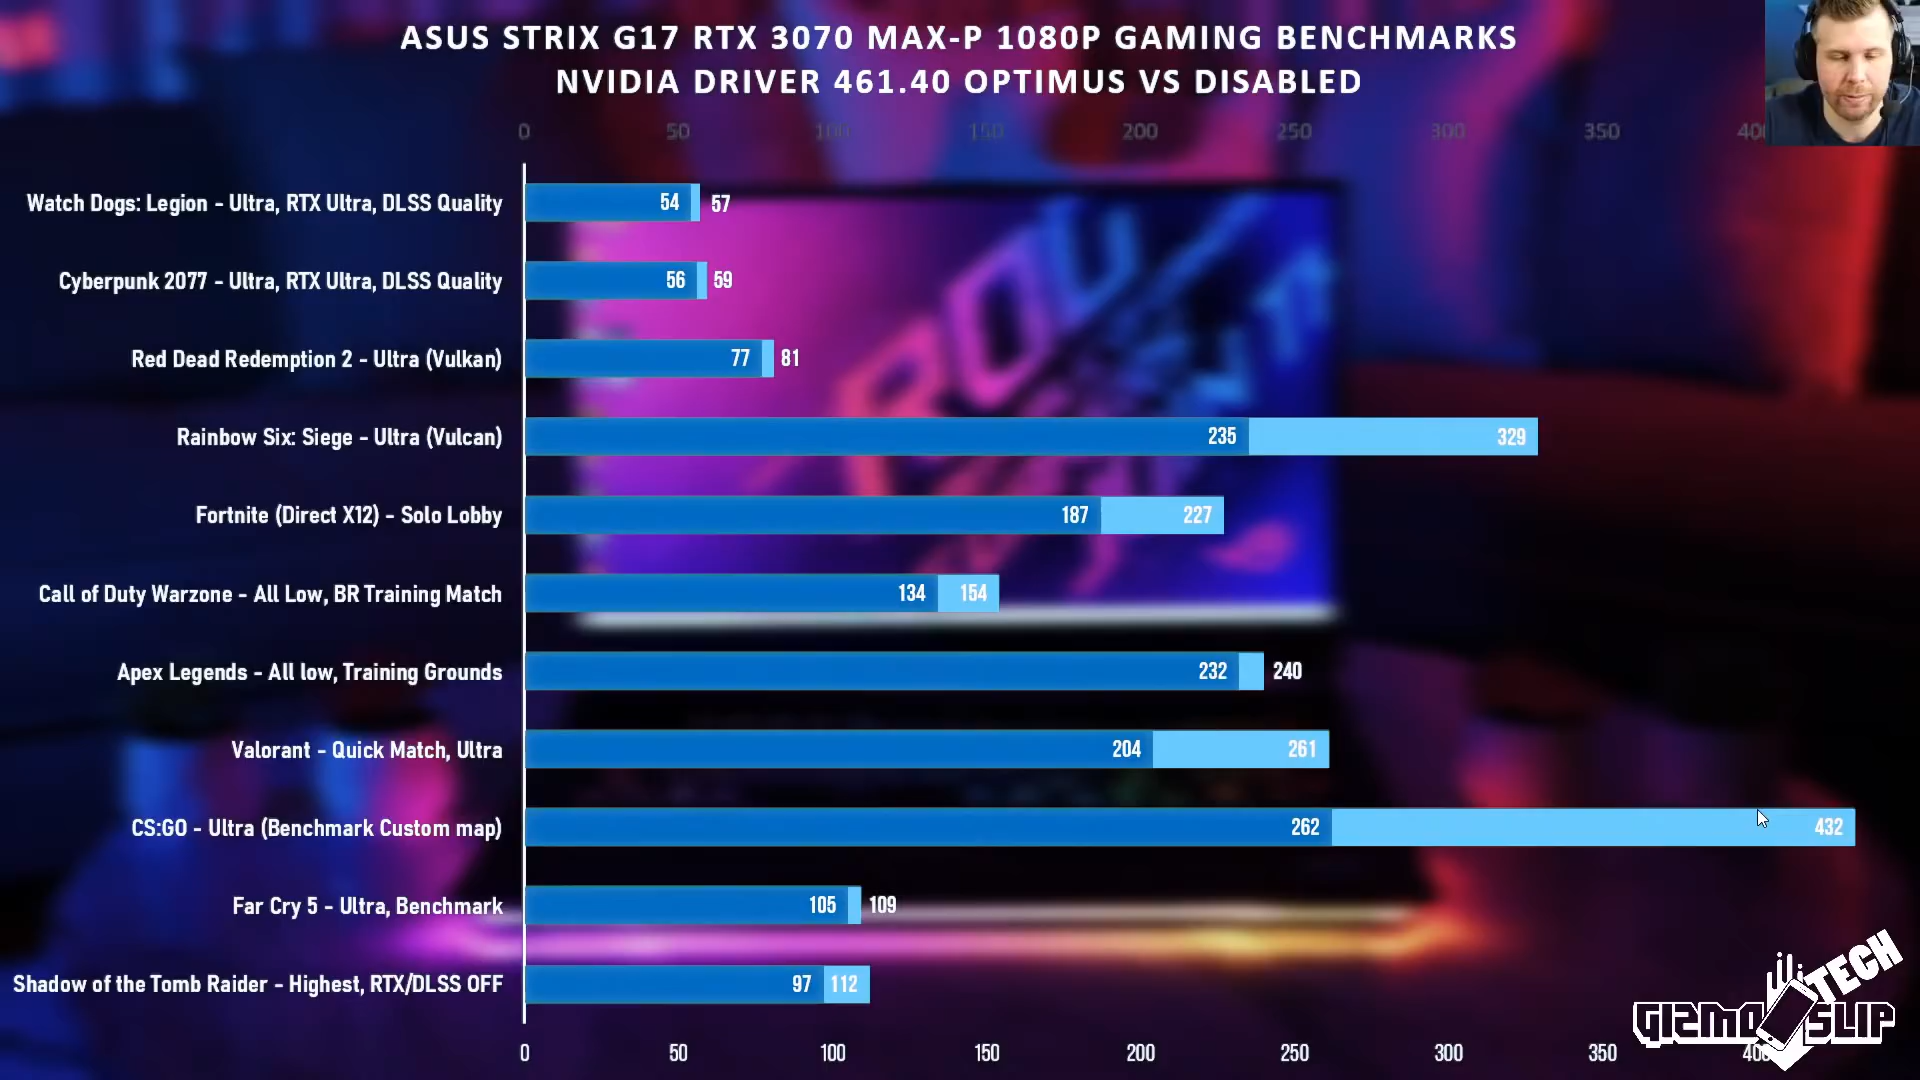 ASUS STRIX G17 RTX 3070 MAX-P 1080P GAMING BENCHMARKS
NVIDIA DRIVER 461.40 OPTIMUS VS DISABLED
0 50 100 150 200 250 300 350
Watch Dogs: Legion - Ultra, RTX Ultra, DLSS Quality 54 57
Cyberpunk 2077 - Ultra, RTX Ultra, DLSS Quality 56 59
Red Dead Redemption 2 - Ultra (Vulkan) 77 81
Rainbow Six: Siege - Ultra (Vulcan) 235 329
Fortnite (Direct X12) - Solo Lobby 187 227
Call of Duty Warzone - All Low, BR Training Match 134 154
Apex Legends - All low, Training Grounds 232 240
Valorant - Quick Match, Ultra 204 261
CS:GO - Ultra (Benchmark Custom map) 262 432
Far Cry 5 - Ultra, Benchmark 105 109
Shadow of the Tomb Raider - Highest, RTX/DLSS OFF 97 112
0 50 100 150 200 250 300 350
GIZMO SLIP TECH